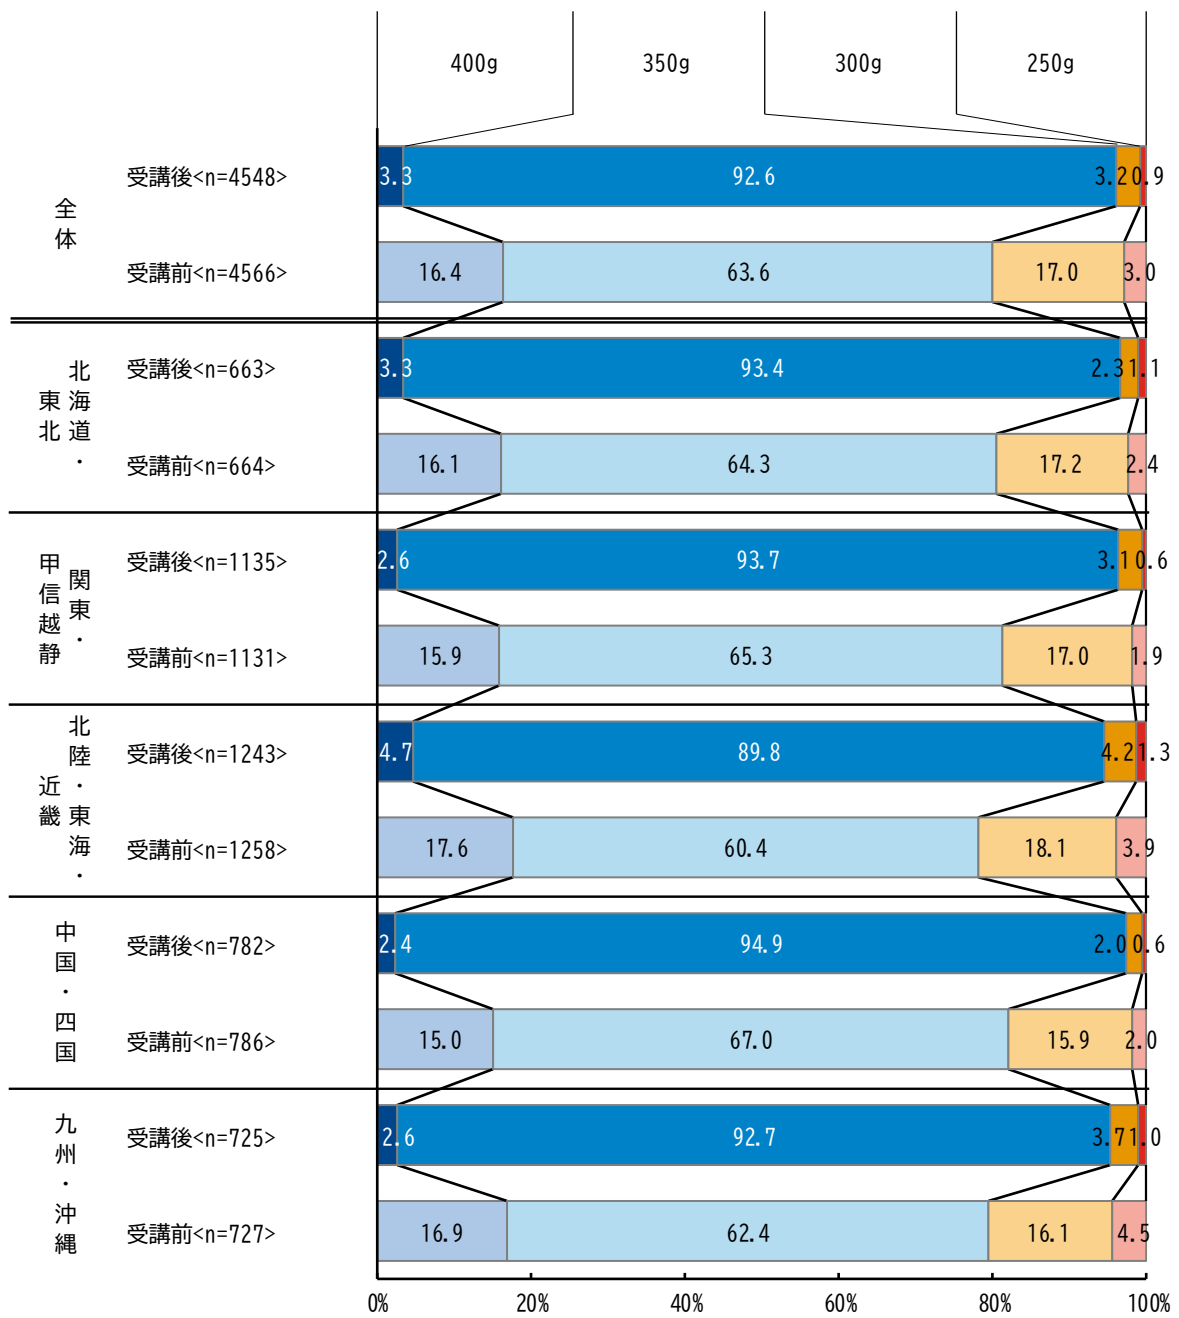 400g 350g 300g 250g
全体
受講後<n=4548> 3.3 92.6 3.2 0.9
受講前<n=4566> 16.4 63.6 17.0 3.0
北海道・
東北
受講後<n=663> 3.3 93.4 2.3 1.1
受講前<n=664> 16.1 64.3 17.2 2.4
関東・
甲信越静
受講後<n=1135> 2.6 93.7 3.1 0.6
受講前<n=1131> 15.9 65.3 17.0 1.9
北陸・東海・
近畿
受講後<n=1243> 4.7 89.8 4.2 1.3
受講前<n=1258> 17.6 60.4 18.1 3.9
中国・四国
受講後<n=782> 2.4 94.9 2.0 0.6
受講前<n=786> 15.0 67.0 15.9 2.0
九州・沖縄
受講後<n=725> 2.6 92.7 3.7 1.0
受講前<n=727> 16.9 62.4 16.1 4.5
0% 20% 40% 60% 80% 100%